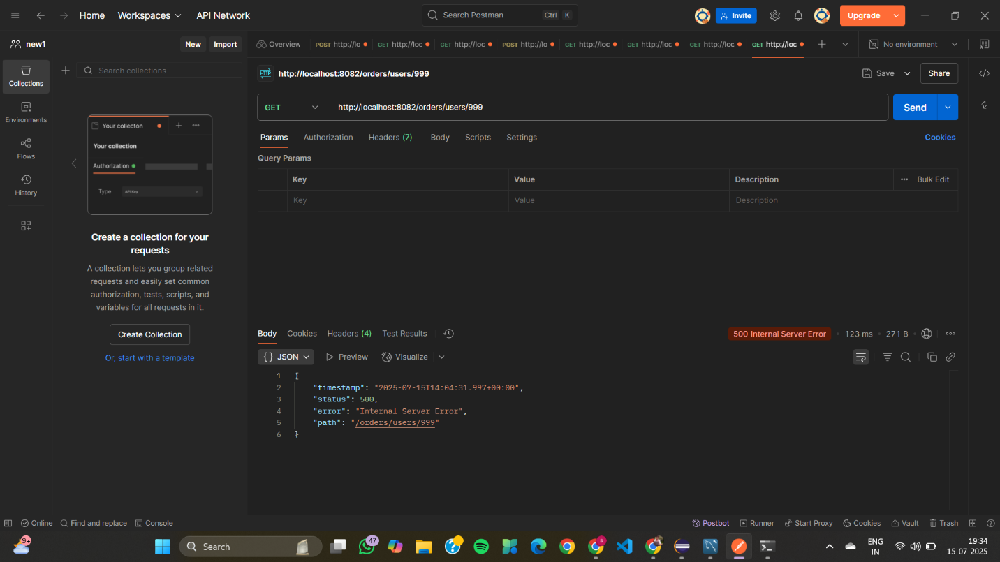 Home
Workspaces
API Network
Search Postman
Ctrl
K
Invite
Upgrade
new1
New
Import
Overview
POST http://lo
GET http://loc
GET http://loc
POST http://lo
GET http://loc
GET http://loc
GET http://loc
GET http://loc
No environment
Collections
Environments
Flows
History
Search collections
Your collecton
Your collection
Authorization
Type
API Key
Create a collection for your
requests
A collection lets you group related
requests and easily set common
authorization, tests, scripts, and
variables for all requests in it.
Create Collection
Or, start with a template
HTTP
http://localhost:8082/orders/users/999
Save
Share
GET
http://localhost:8082/orders/users/999
Send
Params
Authorization
Headers (7)
Body
Scripts
Settings
Cookies
Query Params
Key
Value
Description
Bulk Edit
Key
Value
Description
Body
Cookies
Headers (4)
Test Results
500 Internal Server Error
123 ms
271 B
{ } JSON
Preview
Visualize
1 {
2 "timestamp": "2025-07-15T14:04:31.997+00:00",
3 "status": 500,
4 "error": "Internal Server Error",
5 "path": "/orders/users/999"
6 }
Online
Find and replace
Console
Postbot
Runner
Start Proxy
Cookies
Vault
Trash
9+
Search
47
8
ENG
IN
19:34
15-07-2025